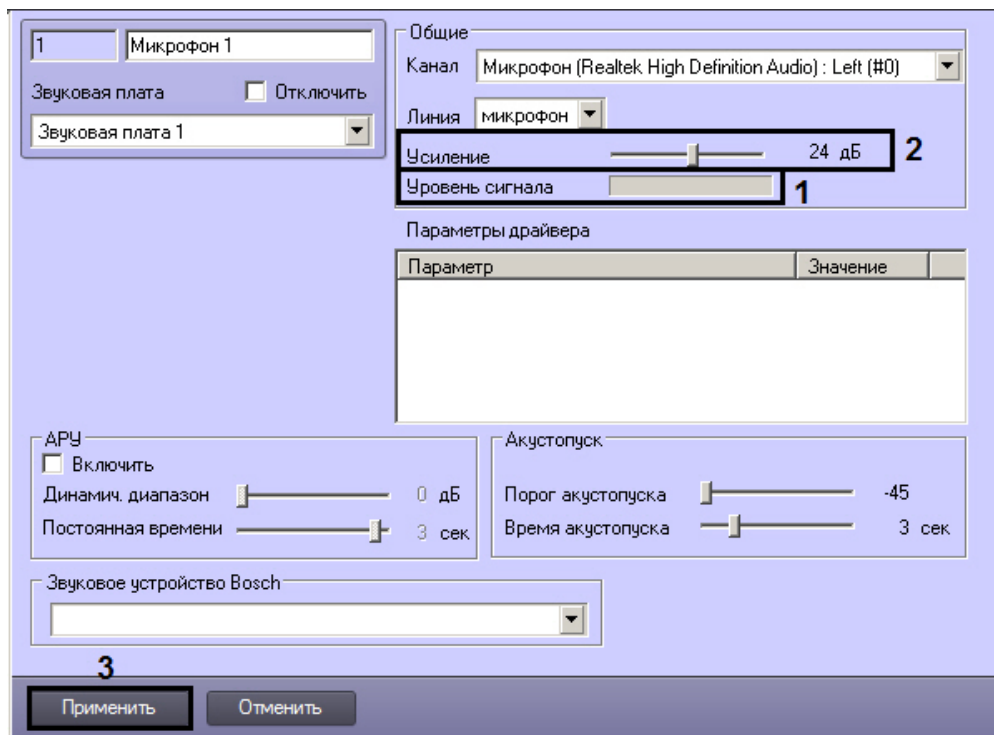 1
Микрофон 1
Звуковая плата
Отключить
Звуковая плата 1
Общие
Канал
Микрофон (Realtek High Definition Audio) : Left (#0)
Линия
микрофон
Усиление
24 дБ
2
Уровень сигнала
1
Параметры драйвера
Параметр
Значение
АРУ
Включить
Динамич. диапазон
0 дБ
Постоянная времени
3 сек
Акустопуск
Порог акустопуска
-45
Время акустопуска
3 сек
Звуковое устройство Bosch
3
Применить
Отменить